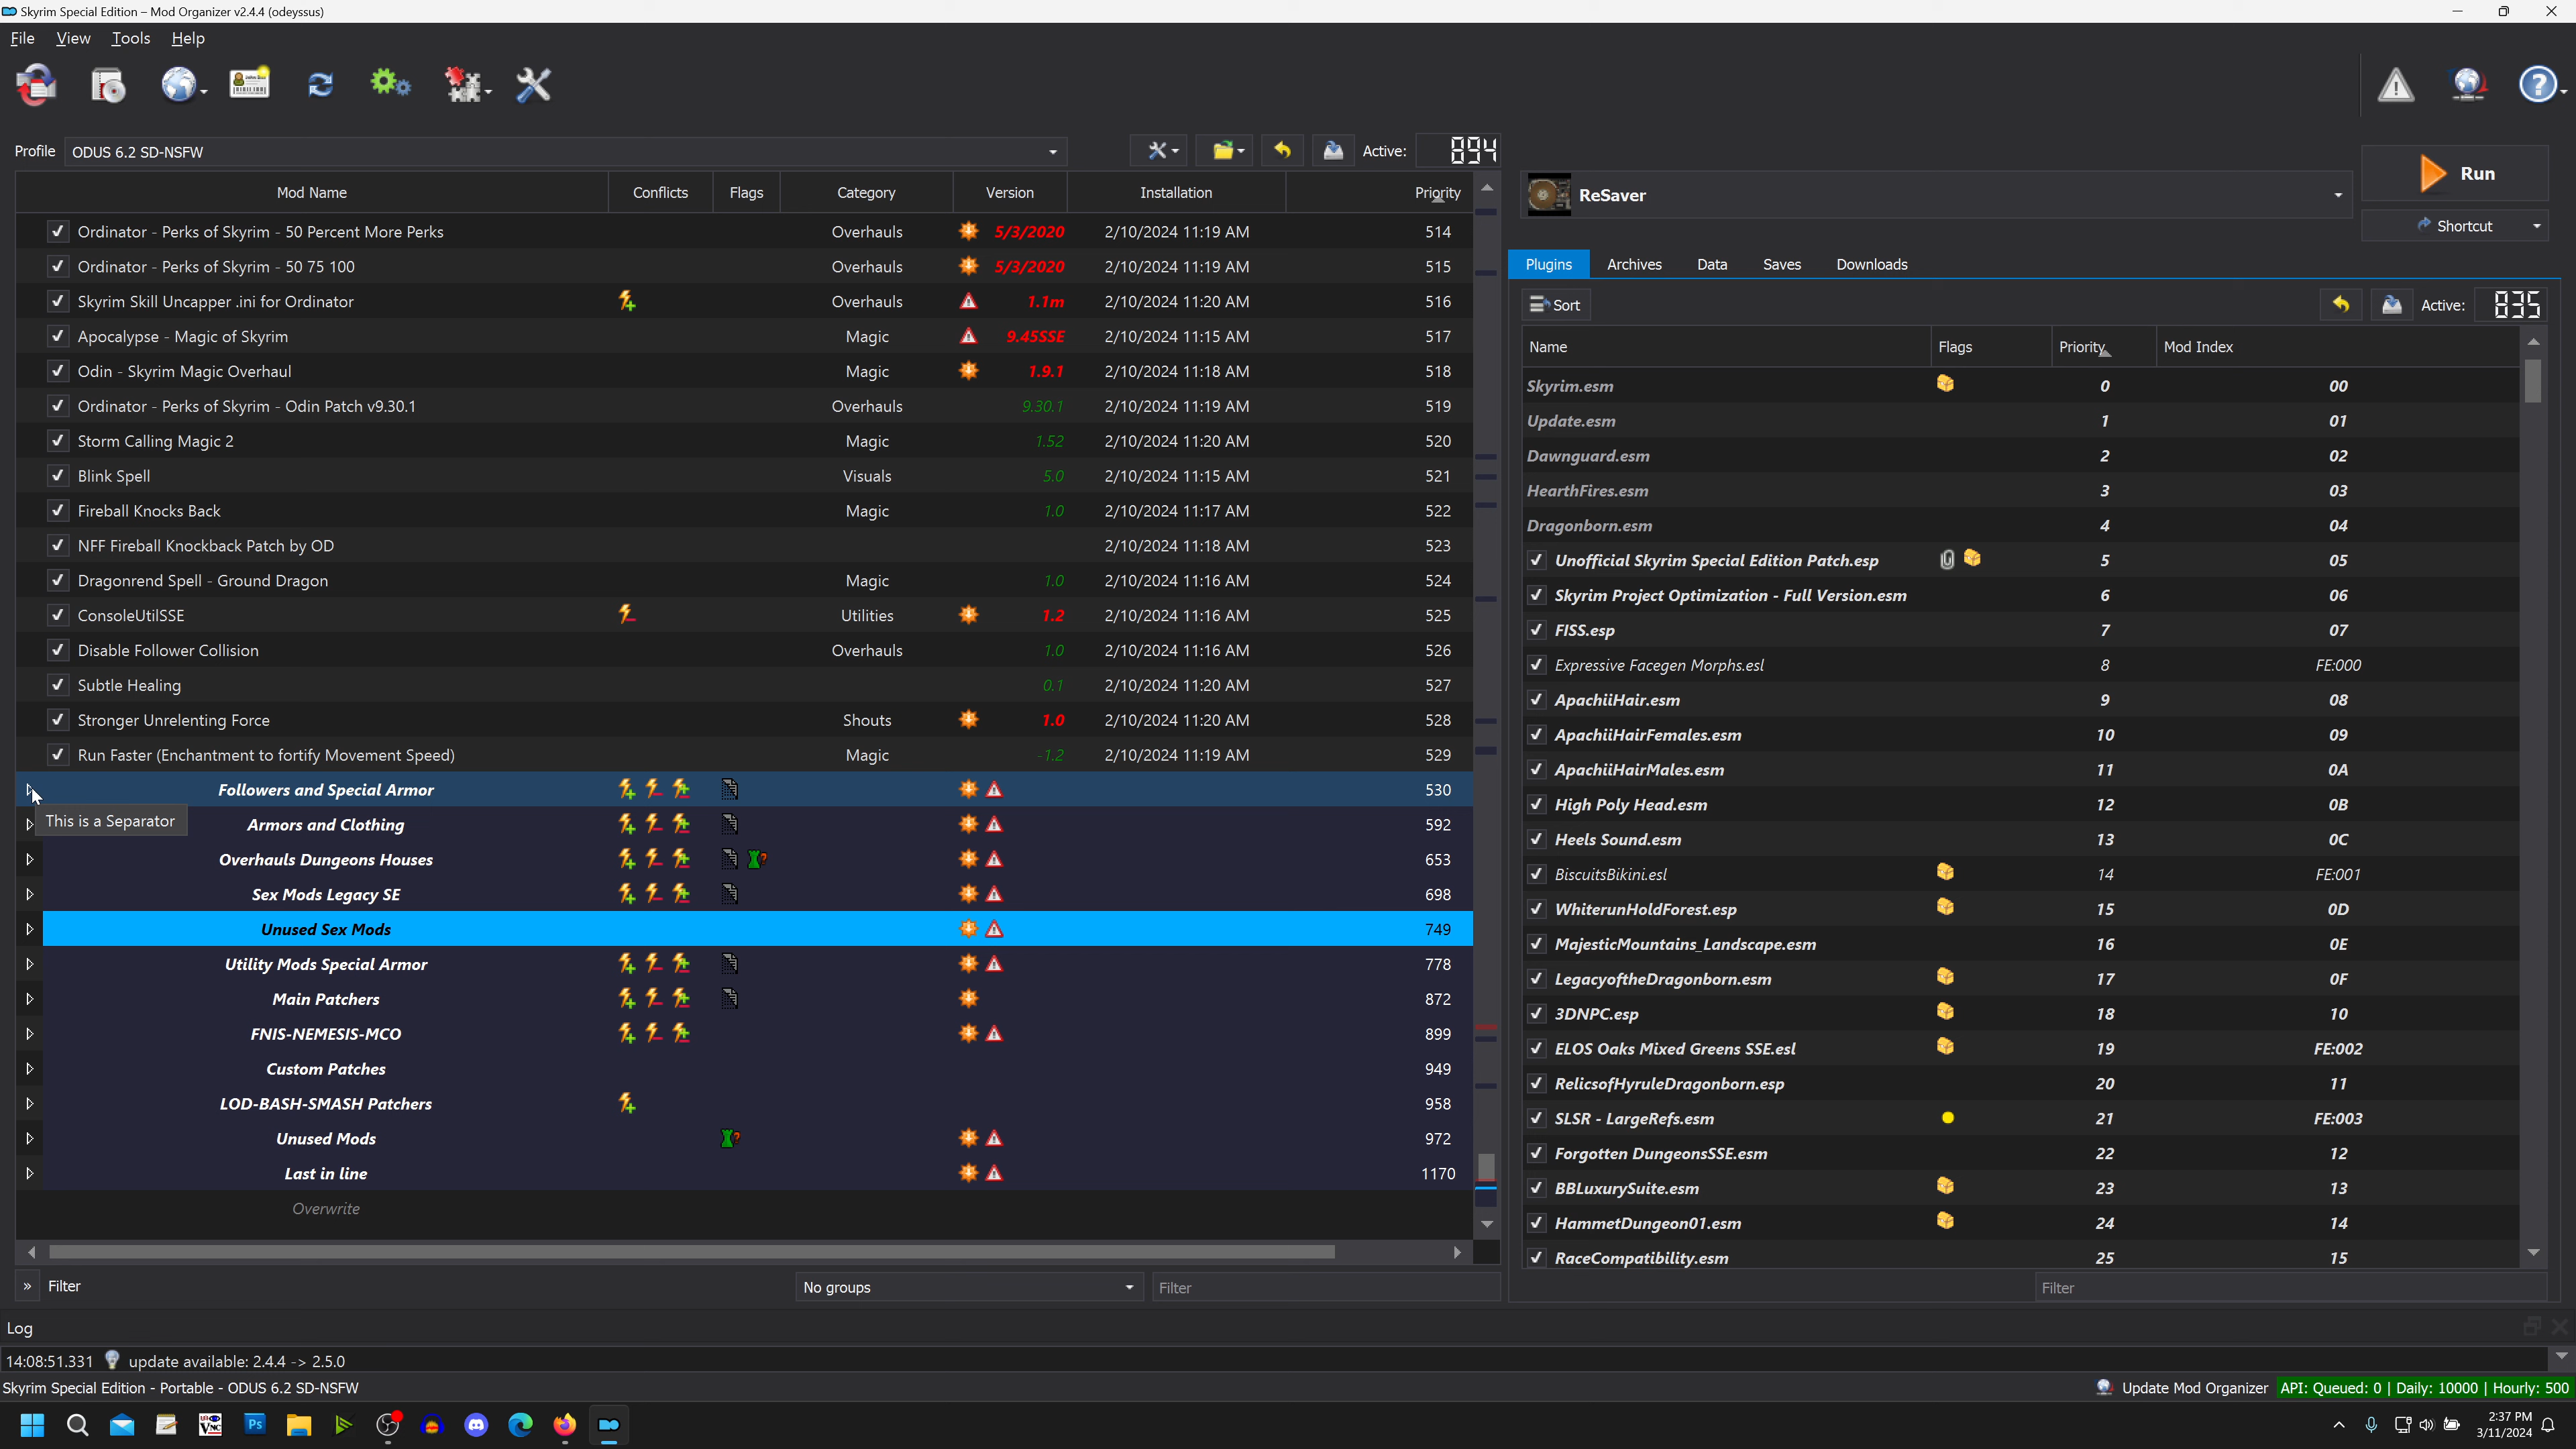 Skyrim Special Edition – Mod Organizer v2.4.4 (odeyssus)
File View Tools Help
Profile ODUS 6.2 SD-NSFW Active: 894
Mod Name Conflicts Flags Category Version Installation Priority
Ordinator - Perks of Skyrim - 50 Percent More Perks Overhauls 5/3/2020 2/10/2024 11:19 AM 514
Ordinator - Perks of Skyrim - 50 75 100 Overhauls 5/3/2020 2/10/2024 11:19 AM 515
Skyrim Skill Uncapper .ini for Ordinator Overhauls 1.1m 2/10/2024 11:20 AM 516
Apocalypse - Magic of Skyrim Magic 9.45SSE 2/10/2024 11:15 AM 517
Odin - Skyrim Magic Overhaul Magic 1.9.1 2/10/2024 11:18 AM 518
Ordinator - Perks of Skyrim - Odin Patch v9.30.1 Overhauls 9.30.1 2/10/2024 11:19 AM 519
Storm Calling Magic 2 Magic 1.52 2/10/2024 11:20 AM 520
Blink Spell Visuals 5.0 2/10/2024 11:15 AM 521
Fireball Knocks Back Magic 1.0 2/10/2024 11:17 AM 522
NFF Fireball Knockback Patch by OD 2/10/2024 11:18 AM 523
Dragonrend Spell - Ground Dragon Magic 1.0 2/10/2024 11:16 AM 524
ConsoleUtilSSE Utilities 1.2 2/10/2024 11:16 AM 525
Disable Follower Collision Overhauls 1.0 2/10/2024 11:16 AM 526
Subtle Healing 0.1 2/10/2024 11:20 AM 527
Stronger Unrelenting Force Shouts 1.0 2/10/2024 11:20 AM 528
Run Faster (Enchantment to fortify Movement Speed) Magic -1.2 2/10/2024 11:19 AM 529
Followers and Special Armor 530
This is a Separator
Armors and Clothing 592
Overhauls Dungeons Houses 653
Sex Mods Legacy SE 698
Unused Sex Mods 749
Utility Mods Special Armor 778
Main Patchers 872
FNIS-NEMESIS-MCO 899
Custom Patches 949
LOD-BASH-SMASH Patchers 958
Unused Mods 972
Last in line 1170
Overwrite
» Filter No groups Filter
ReSaver
Run
Shortcut
Plugins Archives Data Saves Downloads
Sort Active: 835
Name Flags Priority Mod Index
Skyrim.esm 0 00
Update.esm 1 01
Dawnguard.esm 2 02
HearthFires.esm 3 03
Dragonborn.esm 4 04
Unofficial Skyrim Special Edition Patch.esp 5 05
Skyrim Project Optimization - Full Version.esm 6 06
FISS.esp 7 07
Expressive Facegen Morphs.esl 8 FE:000
ApachiiHair.esm 9 08
ApachiiHairFemales.esm 10 09
ApachiiHairMales.esm 11 0A
High Poly Head.esm 12 0B
Heels Sound.esm 13 0C
BiscuitsBikini.esl 14 FE:001
WhiterunHoldForest.esp 15 0D
MajesticMountains_Landscape.esm 16 0E
LegacyoftheDragonborn.esm 17 0F
3DNPC.esp 18 10
ELOS Oaks Mixed Greens SSE.esl 19 FE:002
RelicsofHyruleDragonborn.esp 20 11
SLSR - LargeRefs.esm 21 FE:003
Forgotten DungeonsSSE.esm 22 12
BBLuxurySuite.esm 23 13
HammetDungeon01.esm 24 14
RaceCompatibility.esm 25 15
Filter
Log
14:08:51.331 update available: 2.4.4 -> 2.5.0
Skyrim Special Edition - Portable - ODUS 6.2 SD-NSFW Update Mod Organizer API: Queued: 0 | Daily: 10000 | Hourly: 500
Ps
2:37 PM
3/11/2024